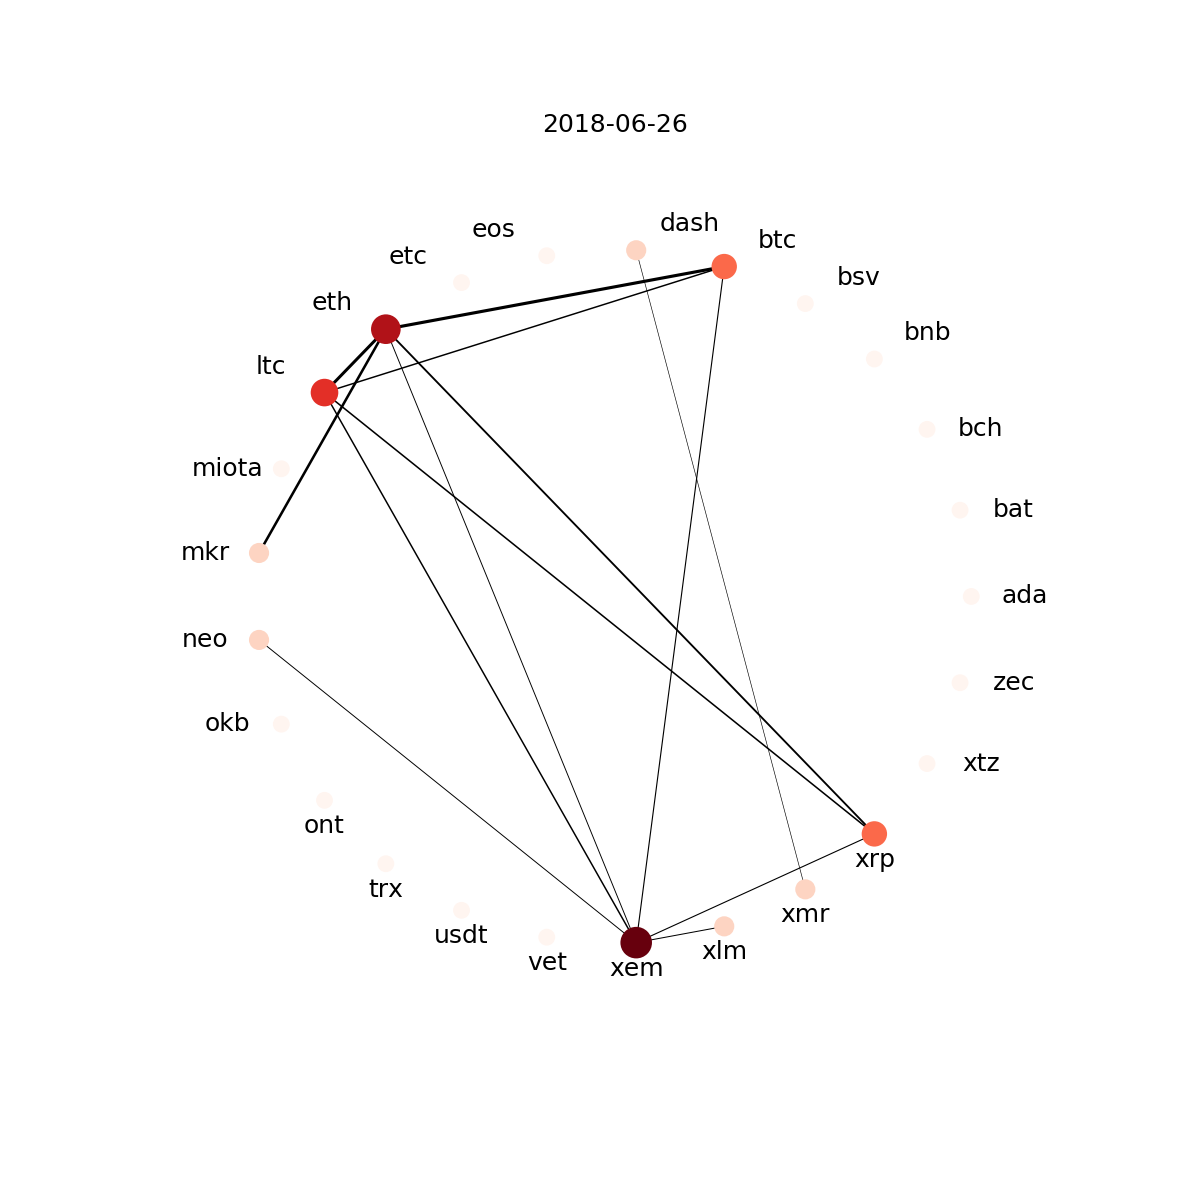 2018-06-26
dash
eos
btc
etc
bsv
eth
bnb
ltc
bch
miota
bat
mkr
ada
neo
zec
okb
xtz
ont
xrp
trx
xmr
usdt
xlm
vet
xem